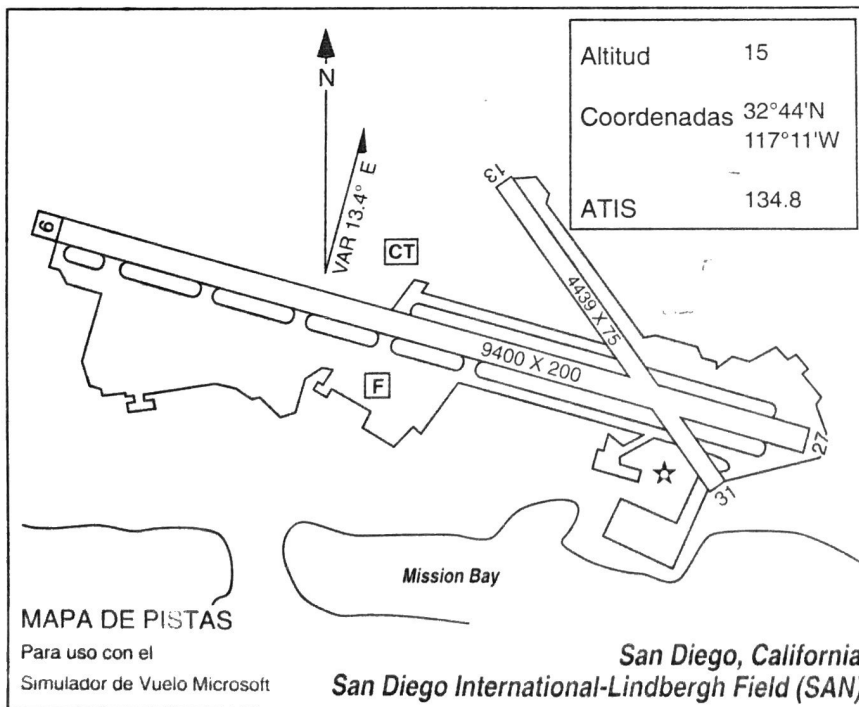 Altitud 15
Coordenadas 32°44'N
117°11'W
ATIS 134.8
N
VAR 13.4° E
13
9
CT
4439 X 75
9400 X 200
F
27
31
Mission Bay
MAPA DE PISTAS
Para uso con el
Simulador de Vuelo Microsoft
San Diego, California
San Diego International-Lindbergh Field (SAN)